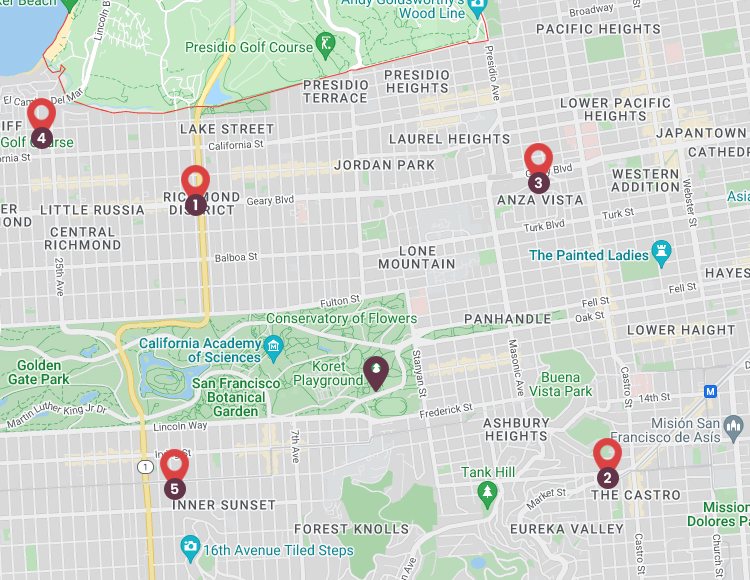 er Beach
Lincoln B
Andy Goldsworthy's
Wood Line
Broadway
PACIFIC HEIGHTS
Presidio Golf Course
PRESIDIO
TERRACE
PRESIDIO
HEIGHTS
Presidio Ave
El Camino Del Mar
LOWER PACIFIC
HEIGHTS
IFF
4
Golf Course
ornia St
LAKE STREET
California St
LAUREL HEIGHTS
JAPANTOWN
CATHED
JORDAN PARK
Geary Blvd
3
ANZA VISTA
WESTERN
ADDITION
Webster St
RICHMOND
DISTRICT
1
Geary Blvd
LITTLE RUSSIA
ER
MOND
CENTRAL
RICHMOND
Turk Blvd
Turk St
Asia
25th Ave
Balboa St
LONE
MOUNTAIN
The Painted Ladies
HAYES
Fulton St
Fell St
Fell St
Oak St
Conservatory of Flowers
PANHANDLE
LOWER HAIGHT
California Academy
of Sciences
Golden
Gate Park
Koret
Playground
San Francisco
Botanical
Garden
Stanyan St
Masonic Ave
Castro St
Buena
Vista Park
14th St
M
D
Martin Luther King Jr Dr
Lincoln Way
Frederick St
ASHBURY
HEIGHTS
Misión San
Francisco de Asís
7th Ave
Irving St
1
5
INNER SUNSET
Tank Hill
Market St
2
THE CASTRO
Mission
Dolores Pa
FOREST KNOLLS
EUREKA VALLEY
16th Avenue Tiled Steps
Castro St
Church St